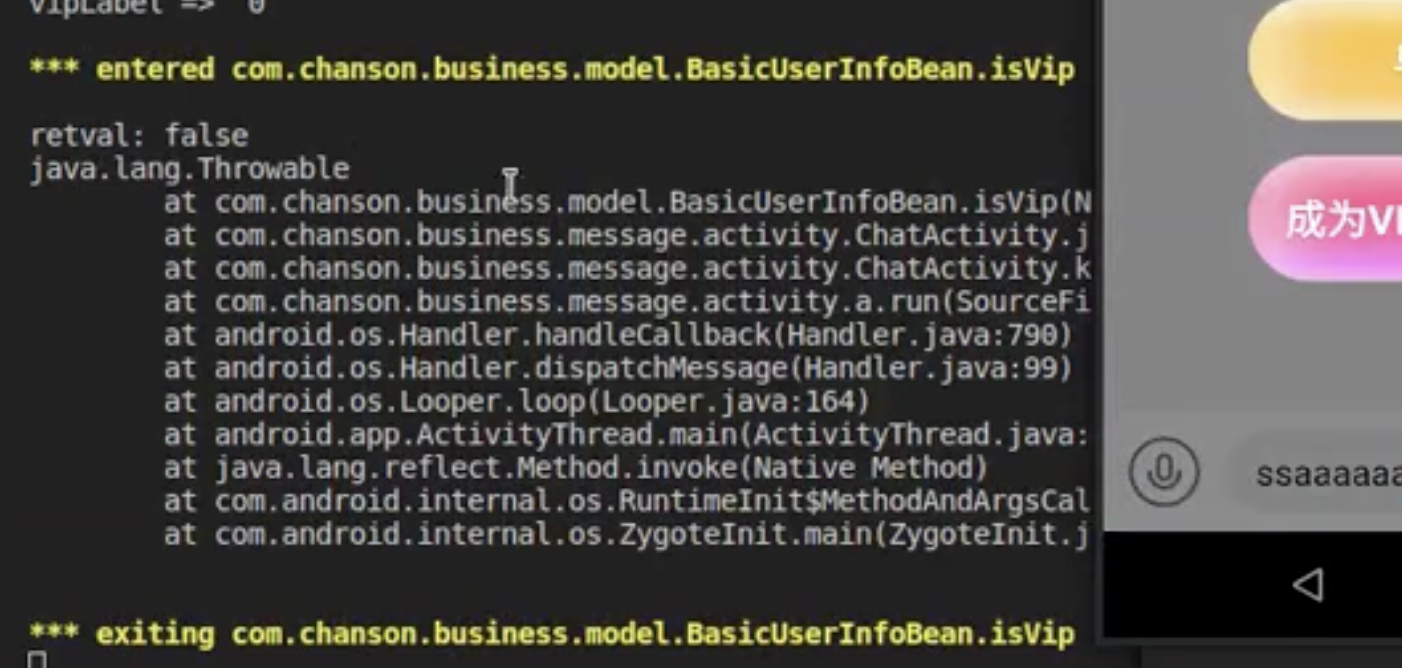 vipLabel => 0
*** entered com.chanson.business.model.BasicUserInfoBean.isVip
retval: false
java.lang.Throwable
at com.chanson.business.model.BasicUserInfoBean.isVip(N
at com.chanson.business.message.activity.ChatActivity.j
at com.chanson.business.message.activity.ChatActivity.k
at com.chanson.business.message.activity.a.run(SourceFi
at android.os.Handler.handleCallback(Handler.java:790)
at android.os.Handler.dispatchMessage(Handler.java:99)
at android.os.Looper.loop(Looper.java:164)
at android.app.ActivityThread.main(ActivityThread.java:
at java.lang.reflect.Method.invoke(Native Method)
at com.android.internal.os.RuntimeInit$MethodAndArgsCal
at com.android.internal.os.ZygoteInit.main(ZygoteInit.j
*** exiting com.chanson.business.model.BasicUserInfoBean.isVip
成为VI
ssaaaaaa